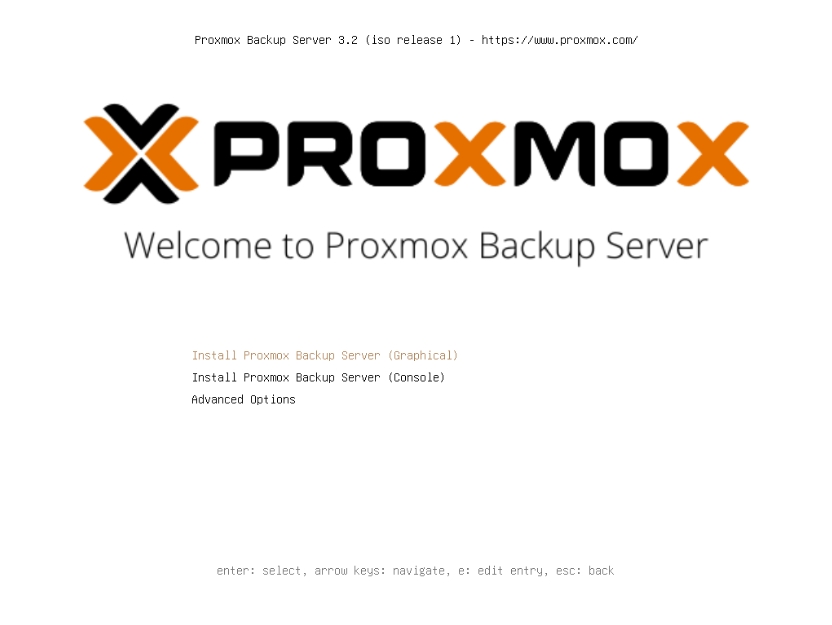 Proxmox Backup Server 3.2 (iso release 1) - https://www.proxmox.com/
PROXMOX
Welcome to Proxmox Backup Server
Install Proxmox Backup Server (Graphical)
Install Proxmox Backup Server (Console)
Advanced Options
enter: select, arrow keys: navigate, e: edit entry, esc: back